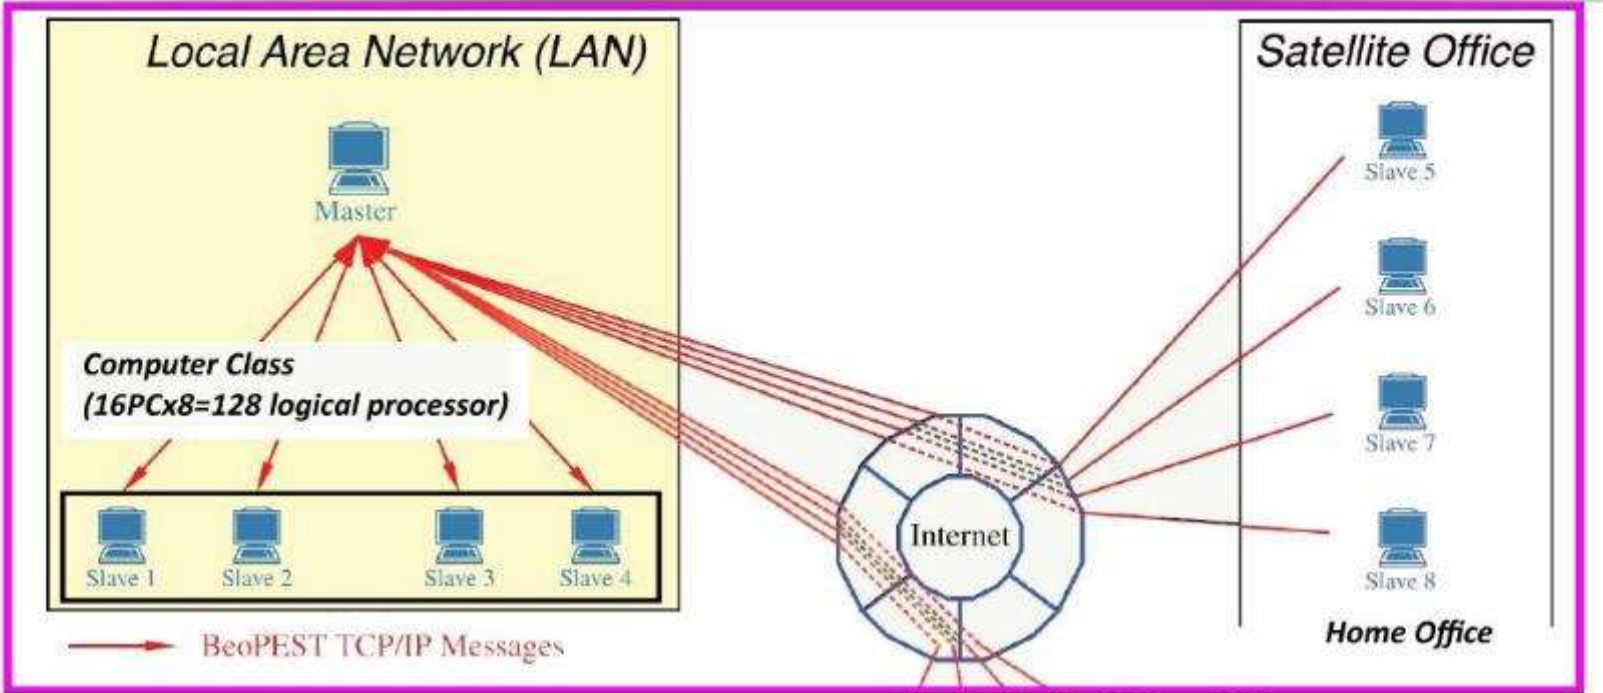 Local Area Network (LAN)
Satellite Office
Master
Slave 5
Slave 6
Computer Class
(16PCx8=128 logical processor)
Slave 7
Internet
Slave 1
Slave 2
Slave 3
Slave 4
Slave 8
Home Office
BeoPEST TCP/IP Messages